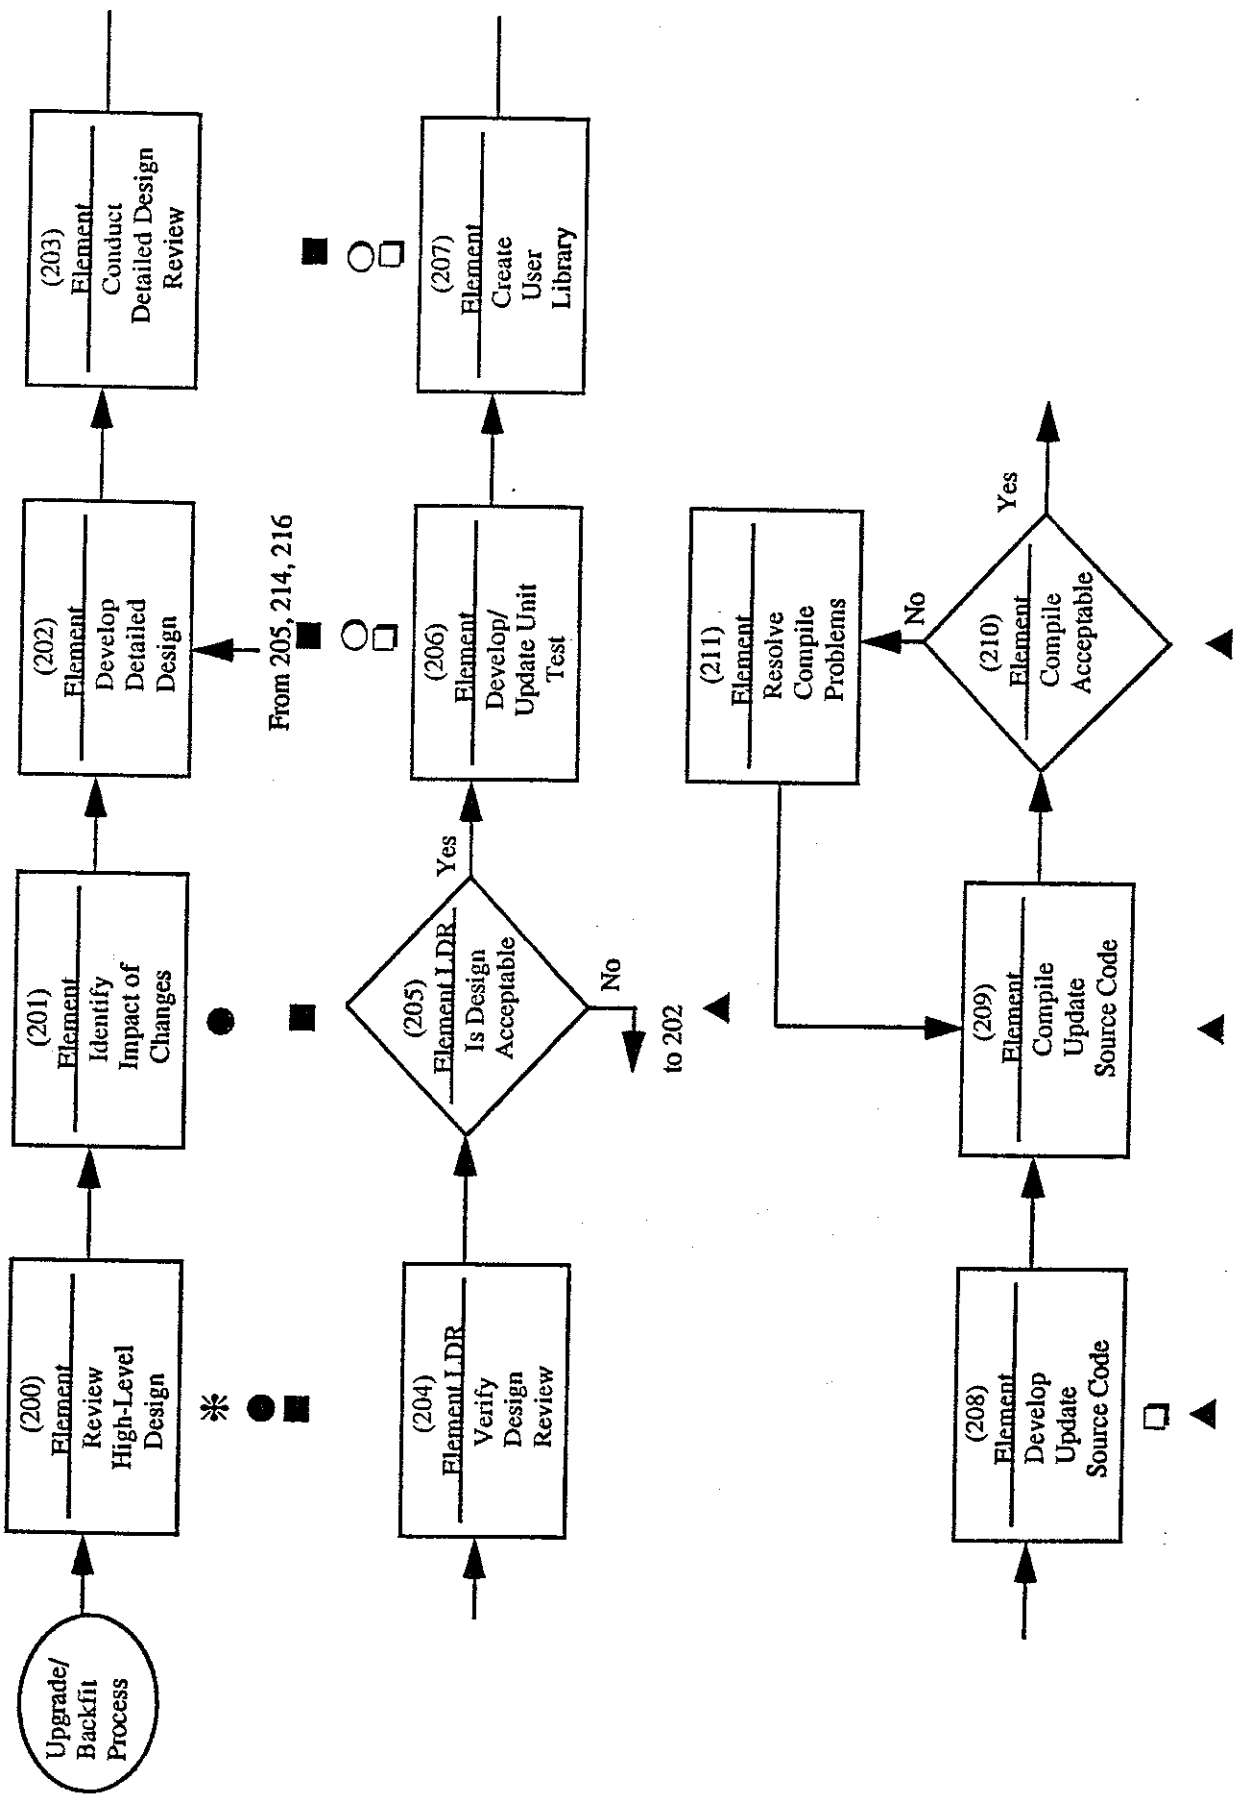 Upgrade/
Backfit
Process
(200)
Element
Review
High-Level
Design
(201)
Element
Identify
Impact of
Changes
(202)
Element
Develop
Detailed
Design
From 205, 214, 216
(203)
Element
Conduct
Detailed Design
Review
(204)
Element LDR
Verify
Design
Review
(205)
Element LDR
Is Design
Acceptable
Yes
No
to 202
(206)
Element
Develop/
Update Unit
Test
(207)
Element
Create
User
Library
(208)
Element
Develop
Update
Source Code
(209)
Element
Compile
Update
Source Code
(210)
Element
Compile
Acceptable
Yes
No
(211)
Element
Resolve
Compile
Problems